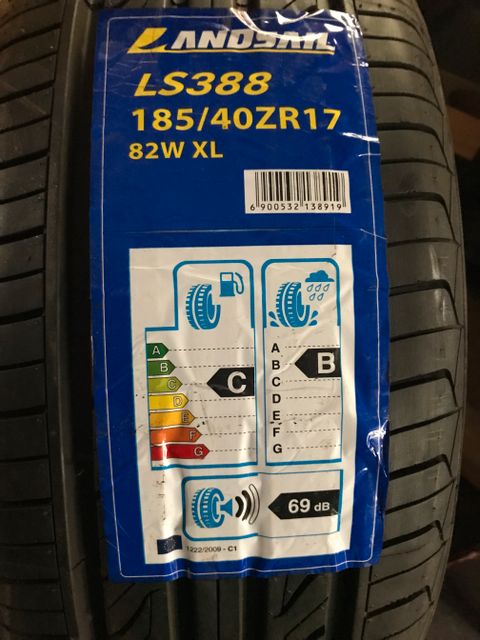 LANDSAIL
LS388
185/40ZR17
82W XL
6 900532 138919
A
B
C
D
E
F
G
C
A
B
C
D
E
F
G
B
69 dB
1222/2009 - C1